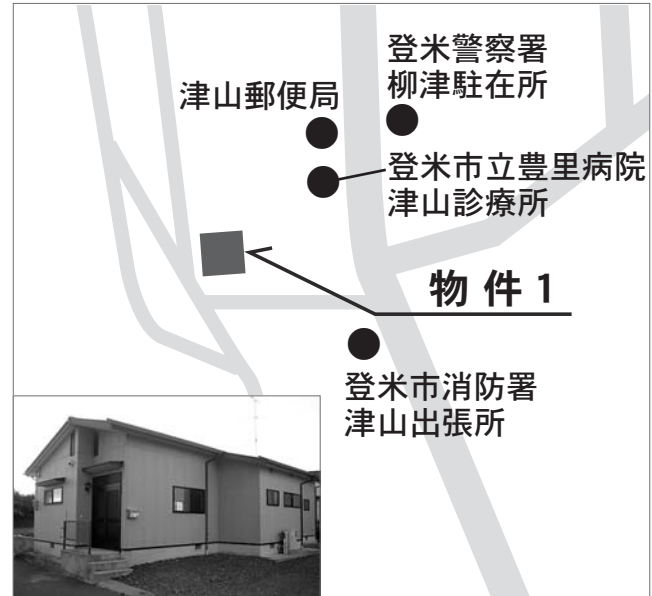 登米警察署
柳津駐在所
津山郵便局
登米市立豊里病院
津山診療所
物件1
登米市消防署
津山出張所